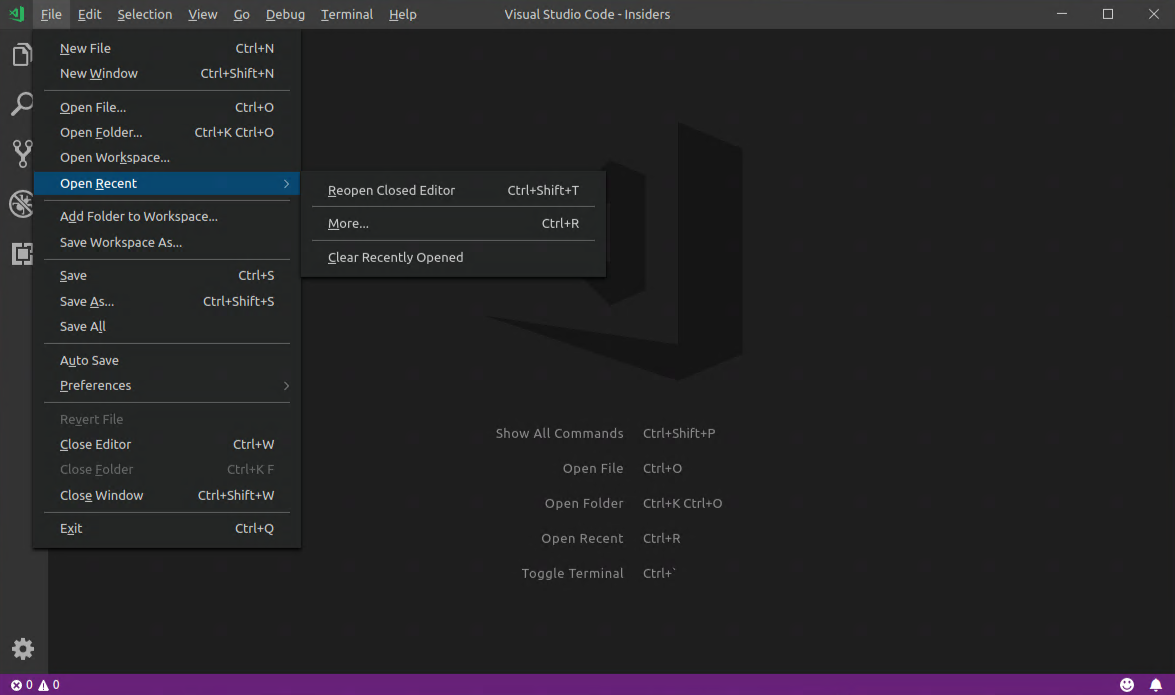 File Edit Selection View Go Debug Terminal Help Visual Studio Code - Insiders
New File Ctrl+N
New Window Ctrl+Shift+N
Open File... Ctrl+O
Open Folder... Ctrl+K Ctrl+O
Open Workspace...
Open Recent
Reopen Closed Editor Ctrl+Shift+T
More... Ctrl+R
Clear Recently Opened
Add Folder to Workspace...
Save Workspace As...
Save Ctrl+S
Save As... Ctrl+Shift+S
Save All
Auto Save
Preferences
Revert File
Close Editor Ctrl+W
Close Folder Ctrl+K F
Close Window Ctrl+Shift+W
Exit Ctrl+Q
Show All Commands Ctrl+Shift+P
Open File Ctrl+O
Open Folder Ctrl+K Ctrl+O
Open Recent Ctrl+R
Toggle Terminal Ctrl+`
0 0